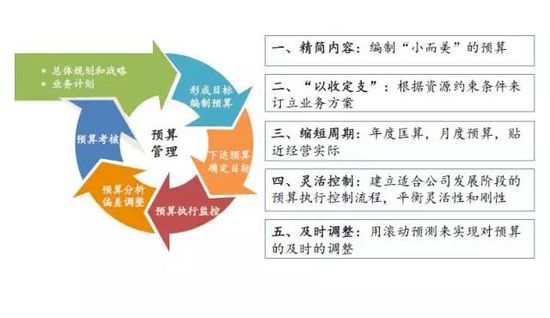 • 总体规划和战略
• 业务计划
形成目标
编制预算
下达预算
确定目标
预算执行监控
预算分析
偏差调整
预算考核
预算
管理
一、精简内容：编制“小而美”的预算
二、“以收定支”：根据资源约束条件来
订立业务方案
三、缩短周期：年度匡算，月度预算，贴
近经营实际
四、灵活控制：建立适合公司发展阶段的
预算执行控制流程，平衡灵活性和刚性
五、及时调整：用滚动预测来实现对预算
的及时的调整